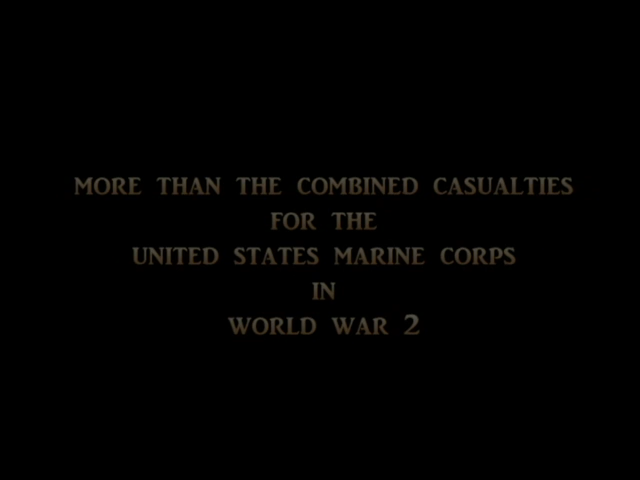 MORE THAN THE COMBINED CASUALTIES
FOR THE
UNITED STATES MARINE CORPS
IN
WORLD WAR 2